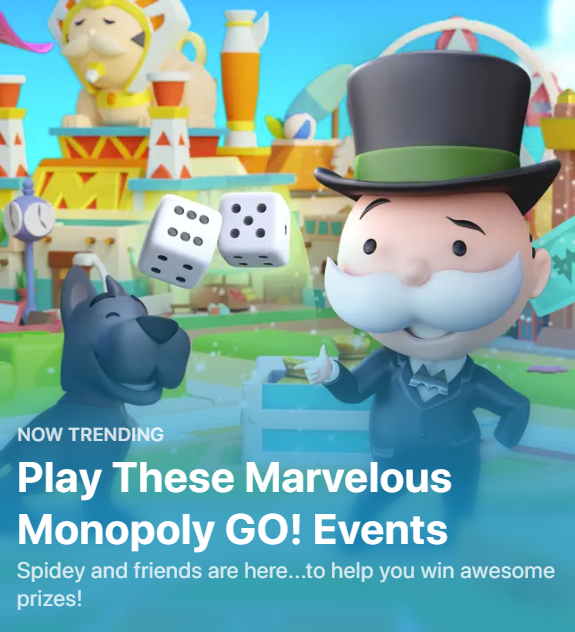 NOW TRENDING
Play These Marvelous
Monopoly GO! Events
Spidey and friends are here...to help you win awesome
prizes!